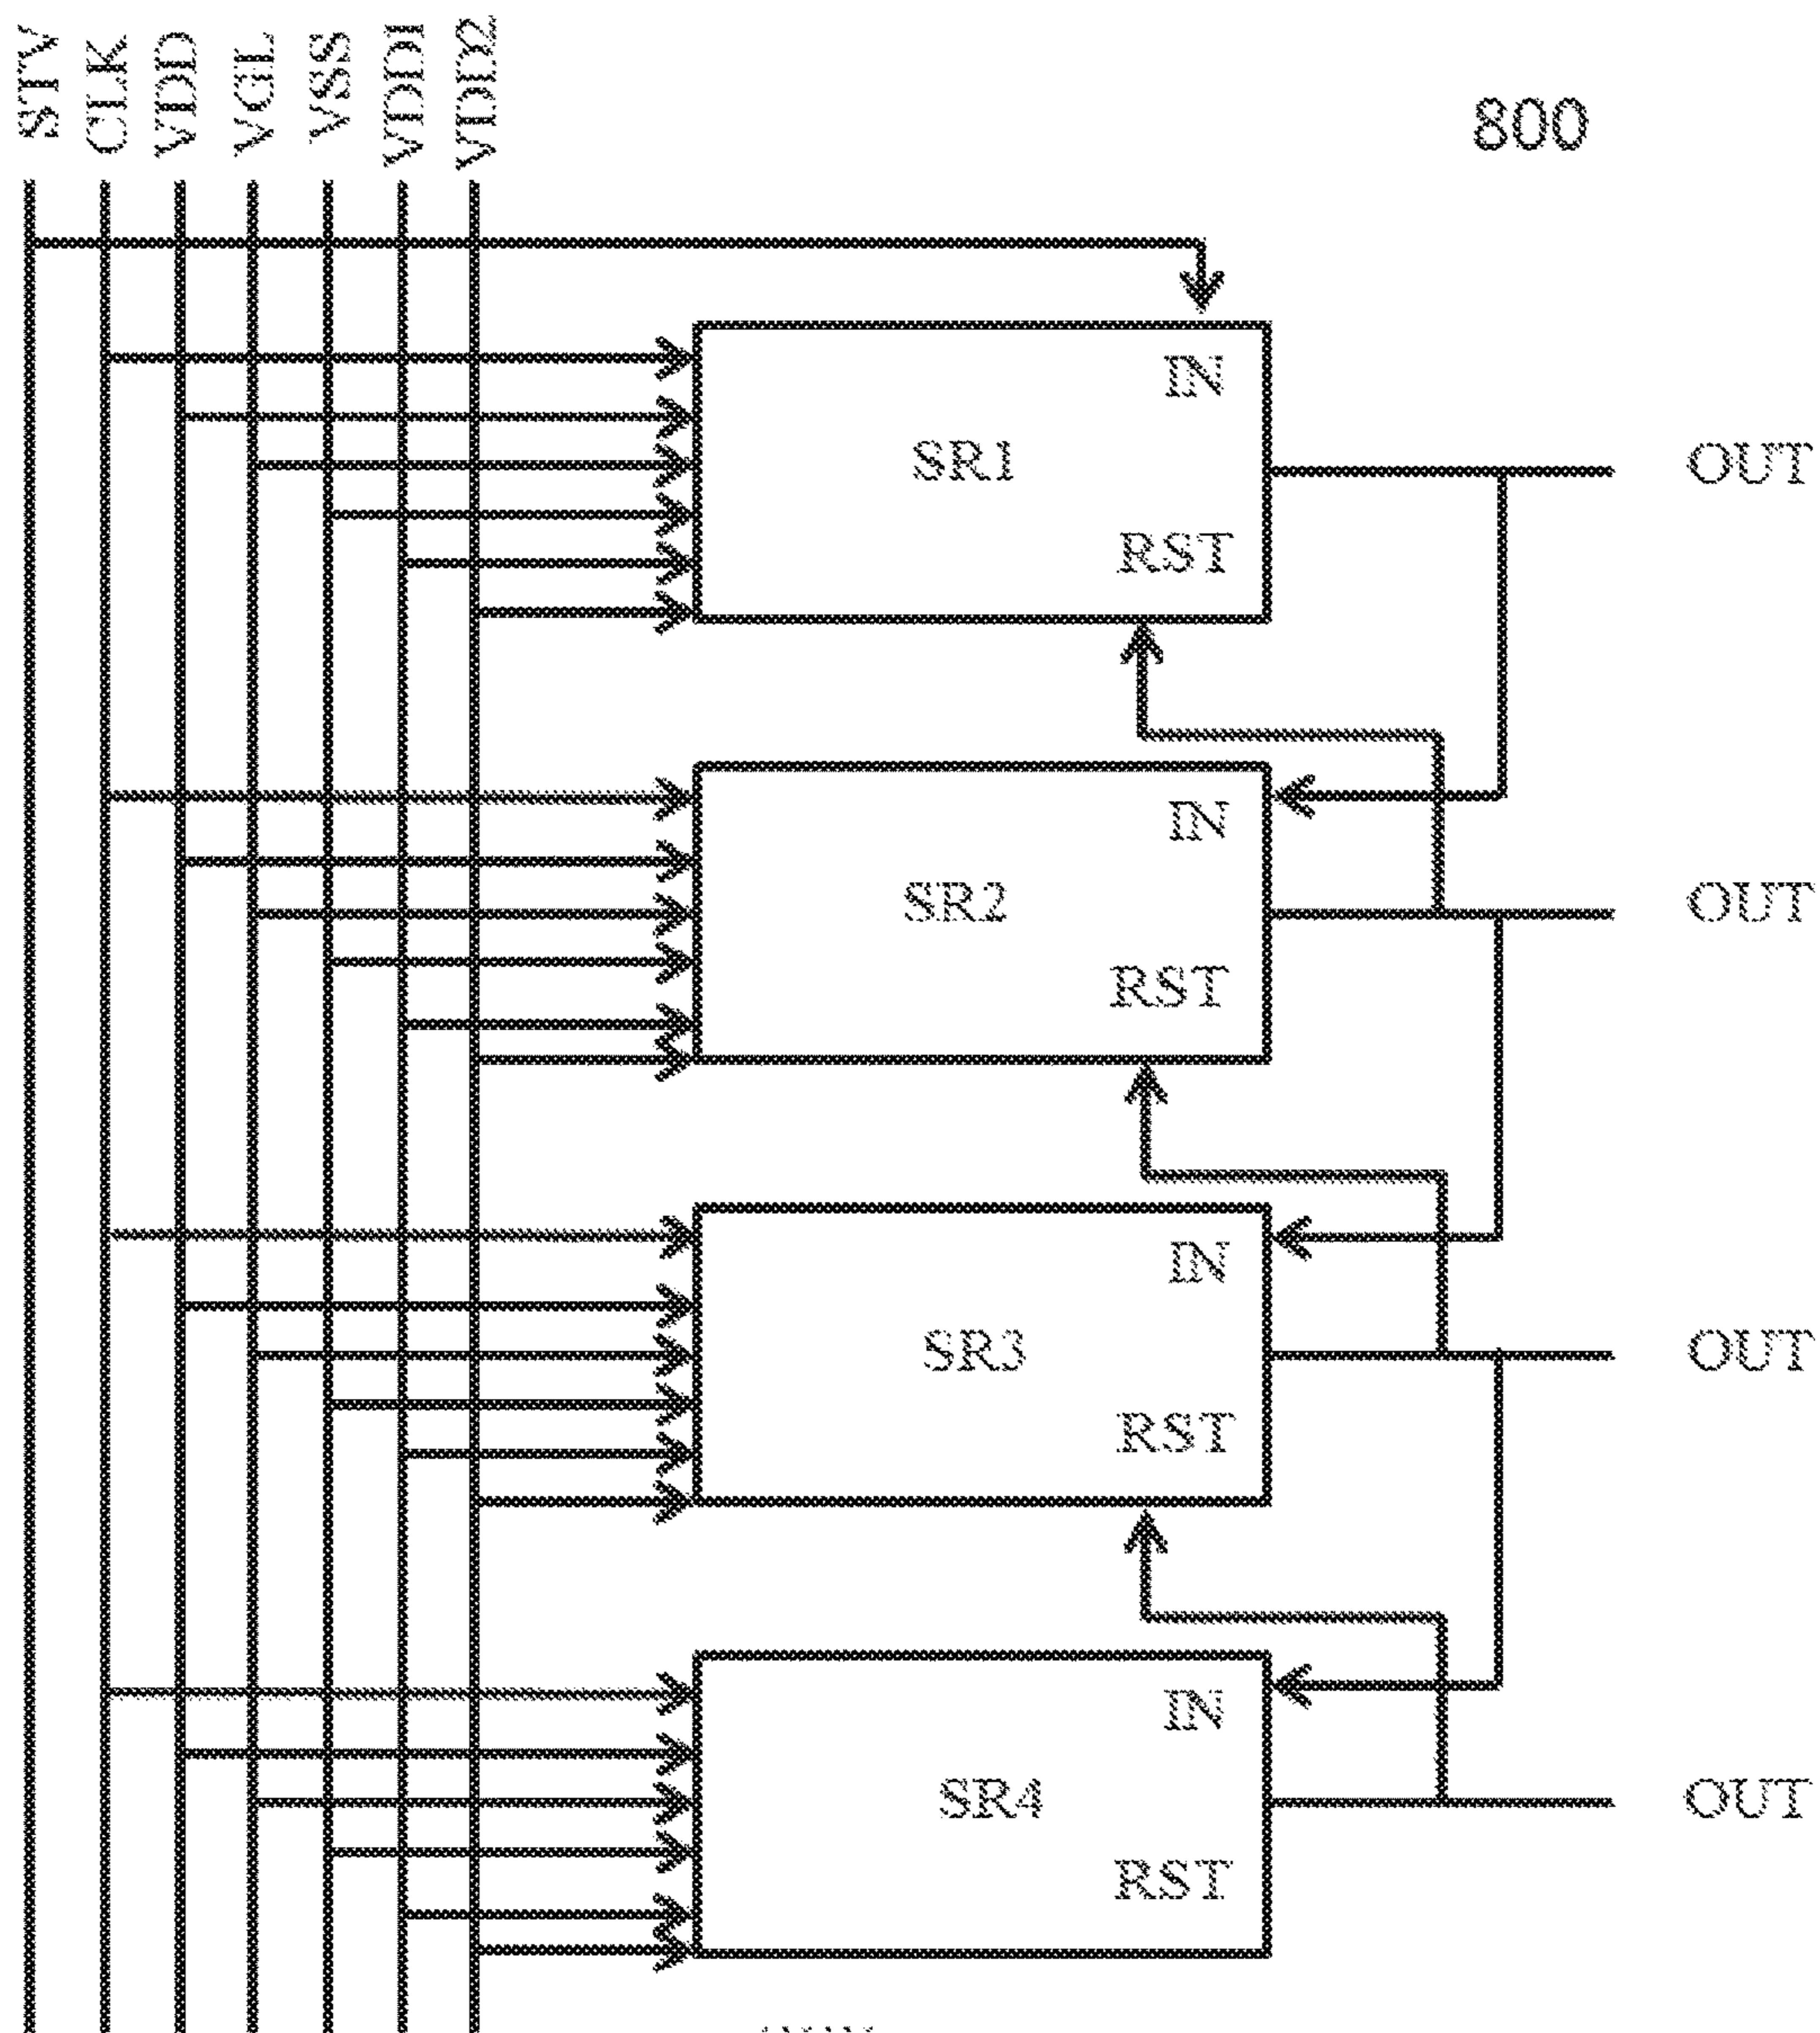 STV
CLK
VDD
VGL
VSS
VDD1
VDD2
800
IN
SR1
OUT
RST
IN
SR2
OUT
RST
IN
SR3
OUT
RST
IN
SR4
OUT
RST